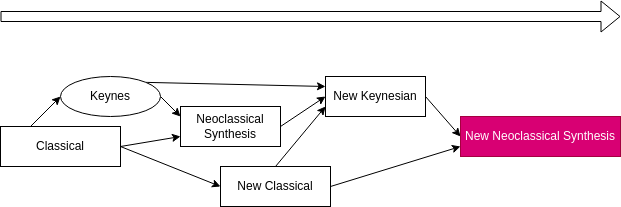 Keynes
New Keynesian
Neoclassical
Synthesis
Classical
New Neoclassical Synthesis
New Classical